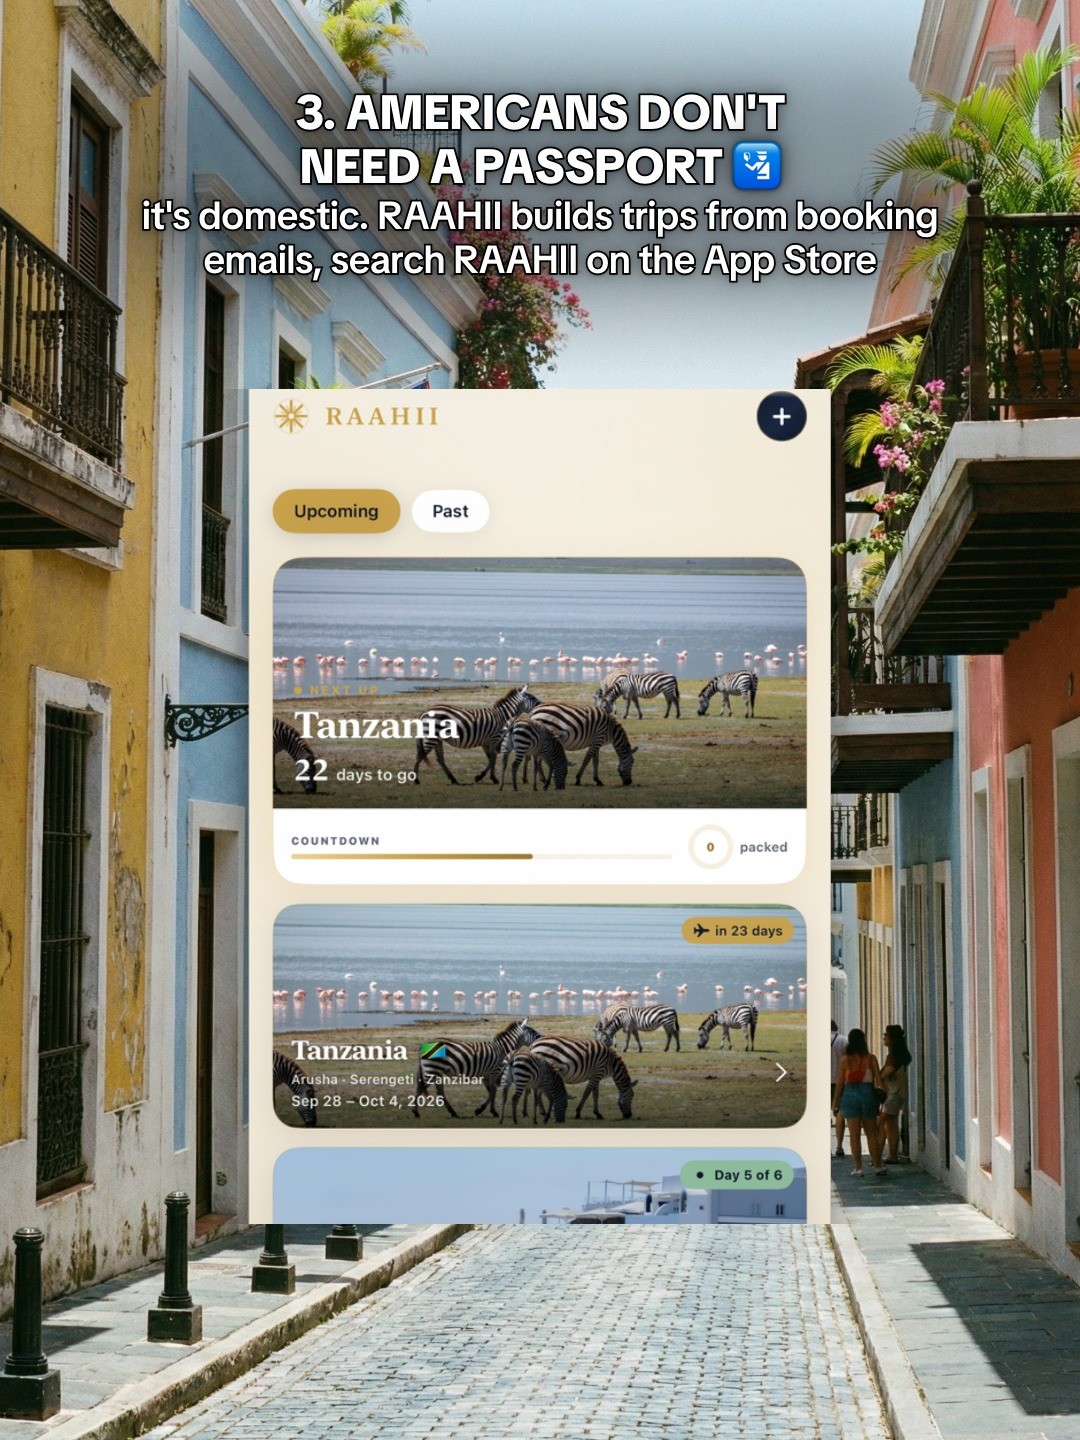 3. AMERICANS DON'T
NEED A PASSPORT 🛂
it's domestic. RAAHII builds trips from booking
emails, search RAAHII on the App Store
RAAHII
Upcoming
Past
NEXT UP
Tanzania
22 days to go
COUNTDOWN
0 packed
in 23 days
Tanzania 🇹🇿
Arusha · Serengeti · Zanzibar
Sep 28 – Oct 4, 2026
Day 5 of 6